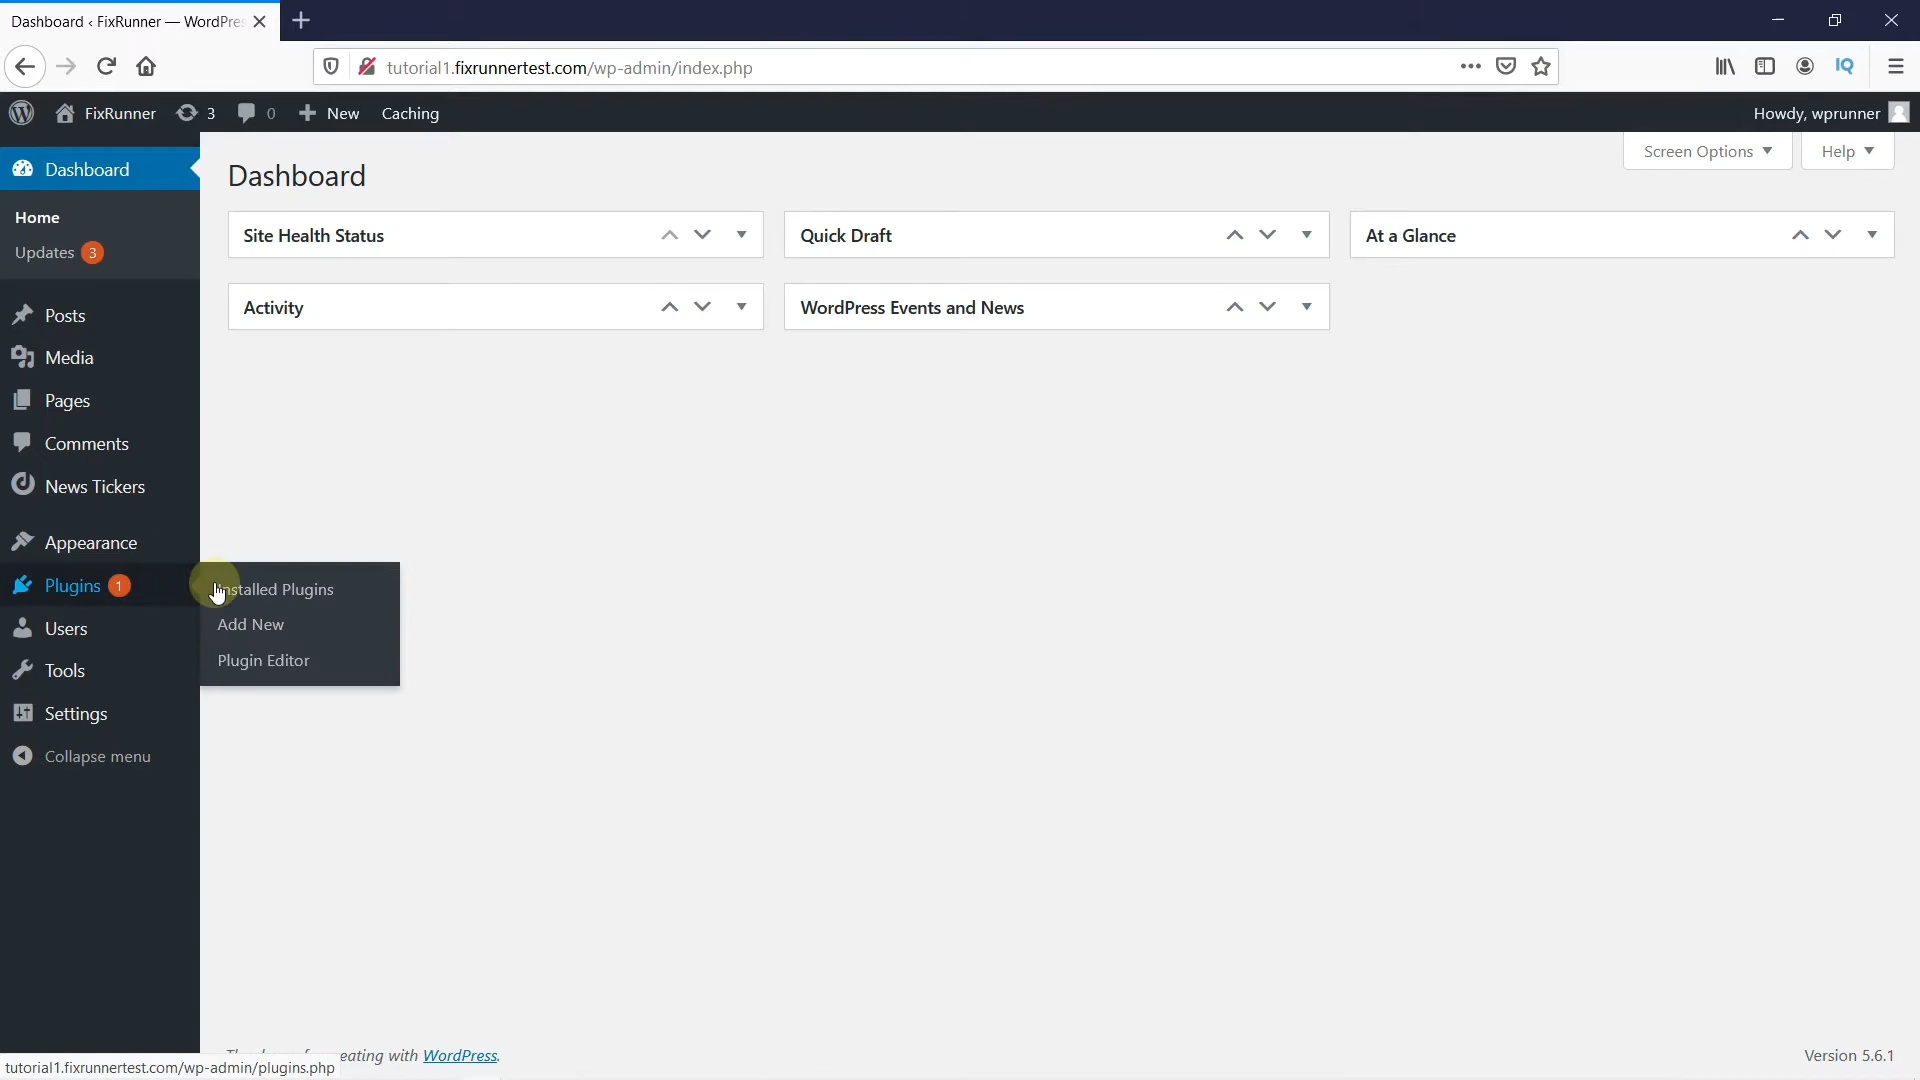 Dashboard ‹ FixRunner — WordPres
tutorial1.fixrunnertest.com/wp-admin/index.php
IQ
FixRunner 3 0 New Caching Howdy, wprunner
Dashboard
Home
Updates 3
Posts
Media
Pages
Comments
News Tickers
Appearance
Plugins 1
Users
Tools
Settings
Collapse menu
Installed Plugins
Add New
Plugin Editor
Screen Options
Help
Dashboard
Site Health Status
Quick Draft
At a Glance
Activity
WordPress Events and News
eating with WordPress.
Version 5.6.1
tutorial1.fixrunnertest.com/wp-admin/plugins.php